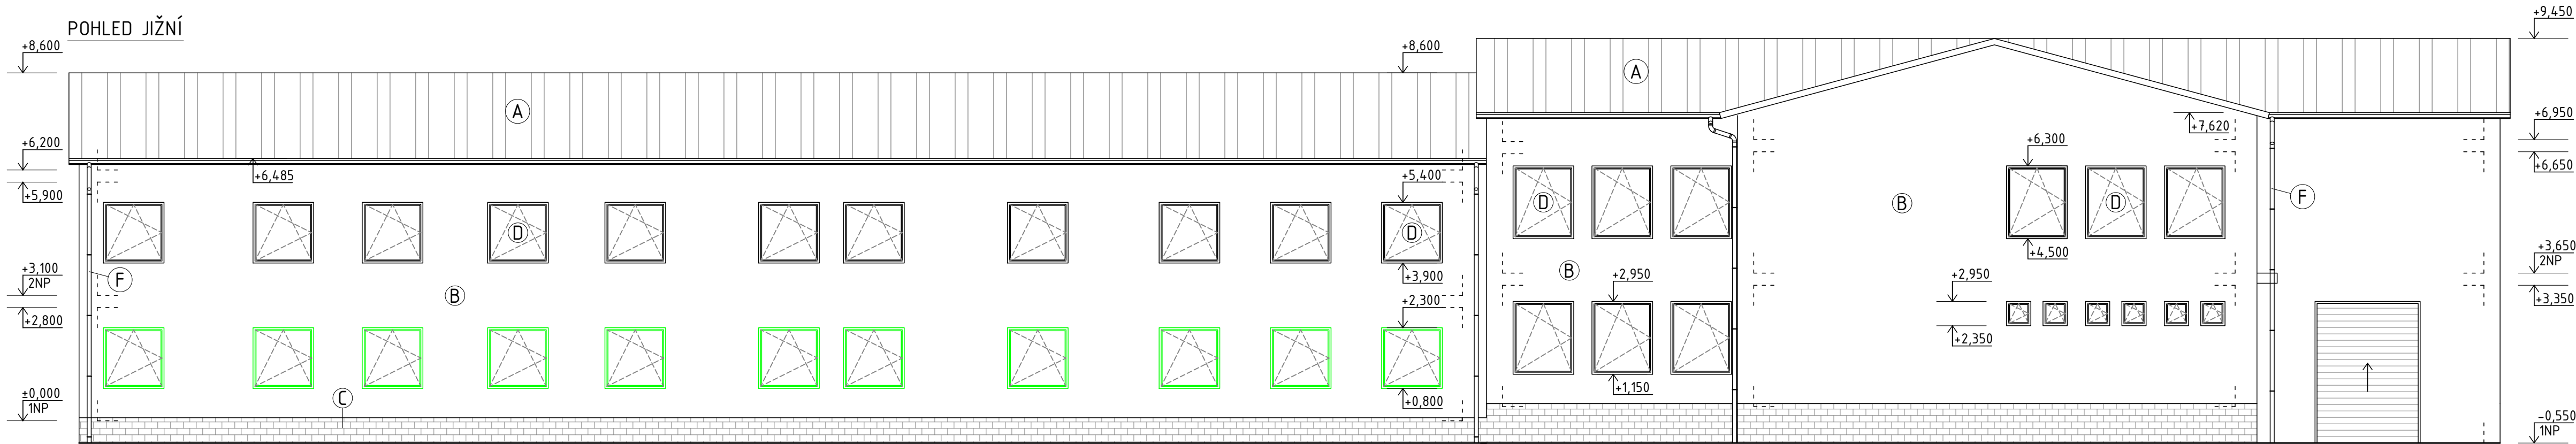 POHLED JIŽNÍ
+8,600
+8,600
+9,450
A
A
+6,200
+5,900
+6,485
+5,400
+6,300
+7,620
+6,950
+6,650
D
D
D
D
B
F
+3,100
2NP
+2,800
F
B
+3,900
+2,300
B
+2,950
+4,500
+2,950
+2,350
+3,650
2NP
+3,350
±0,000
1NP
C
+0,800
+1,150
-0,550
1NP